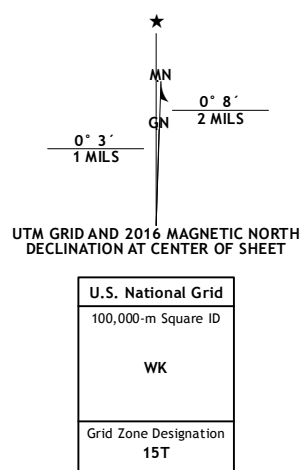 ★
MN
0° 8´
2 MILS
GN
0° 3´
1 MILS
UTM GRID AND 2016 MAGNETIC NORTH
DECLINATION AT CENTER OF SHEET
U.S. National Grid
100,000-m Square ID
WK
Grid Zone Designation
15T